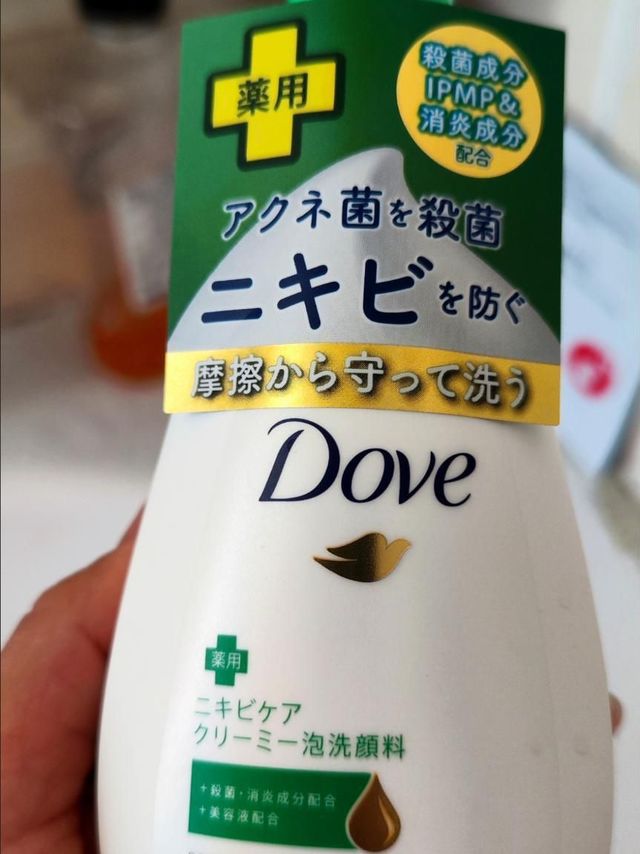 薬用
殺菌成分
IPMP&
消炎成分
配合
アクネ菌を殺菌
ニキビを防ぐ
摩擦から守って洗う
Dove
薬用
ニキビケア
クリーミー泡洗顔料
+殺菌・消炎成分配合
+美容液配合